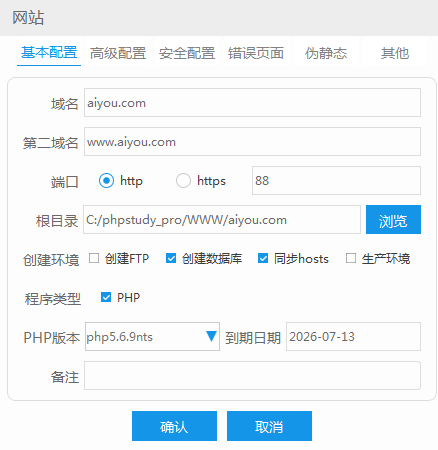 网站
基本配置 高级配置 安全配置 错误页面 伪静态 其他
域名 aiyou.com
第二域名 www.aiyou.com
端口 http https 88
根目录 C:/phpstudy_pro/WWW/aiyou.com 浏览
创建环境 创建FTP 创建数据库 同步hosts 生产环境
程序类型 PHP
PHP版本 php5.6.9nts 到期日期 2026-07-13
备注
确认 取消